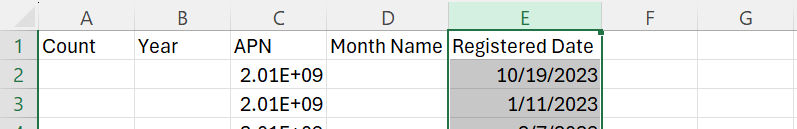 A B C D E F G
1 Count Year APN Month Name Registered Date
2 2.01E+09 10/19/2023
3 2.01E+09 1/11/2023